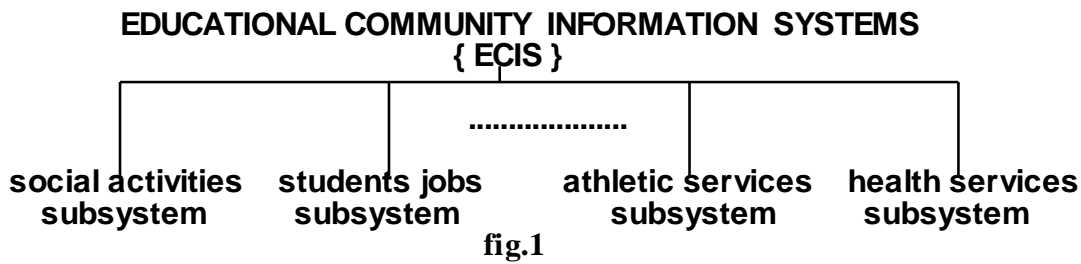 EDUCATIONAL COMMUNITY INFORMATION SYSTEMS
{ ECIS }
....................
social activities students jobs athletic services health services
subsystem subsystem subsystem subsystem
fig.1